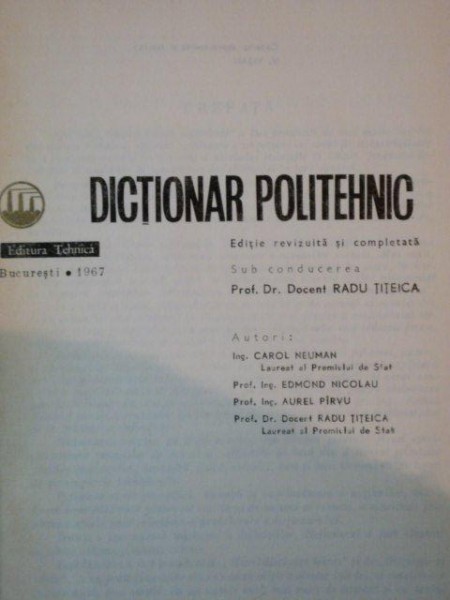 DICȚIONAR POLITEHNIC
Editura Tehnică
București • 1967
Ediție revizuită și completată
Sub conducerea
Prof. Dr. Docent RADU ȚIȚEICA
Autori:
Ing. CAROL NEUMAN
Laureat al Premiului de Stat
Prof. Ing. EDMOND NICOLAU
Prof. Ing. AUREL PÎRVU
Prof. Dr. Docent RADU ȚIȚEICA
Laureat al Premiului de Stat